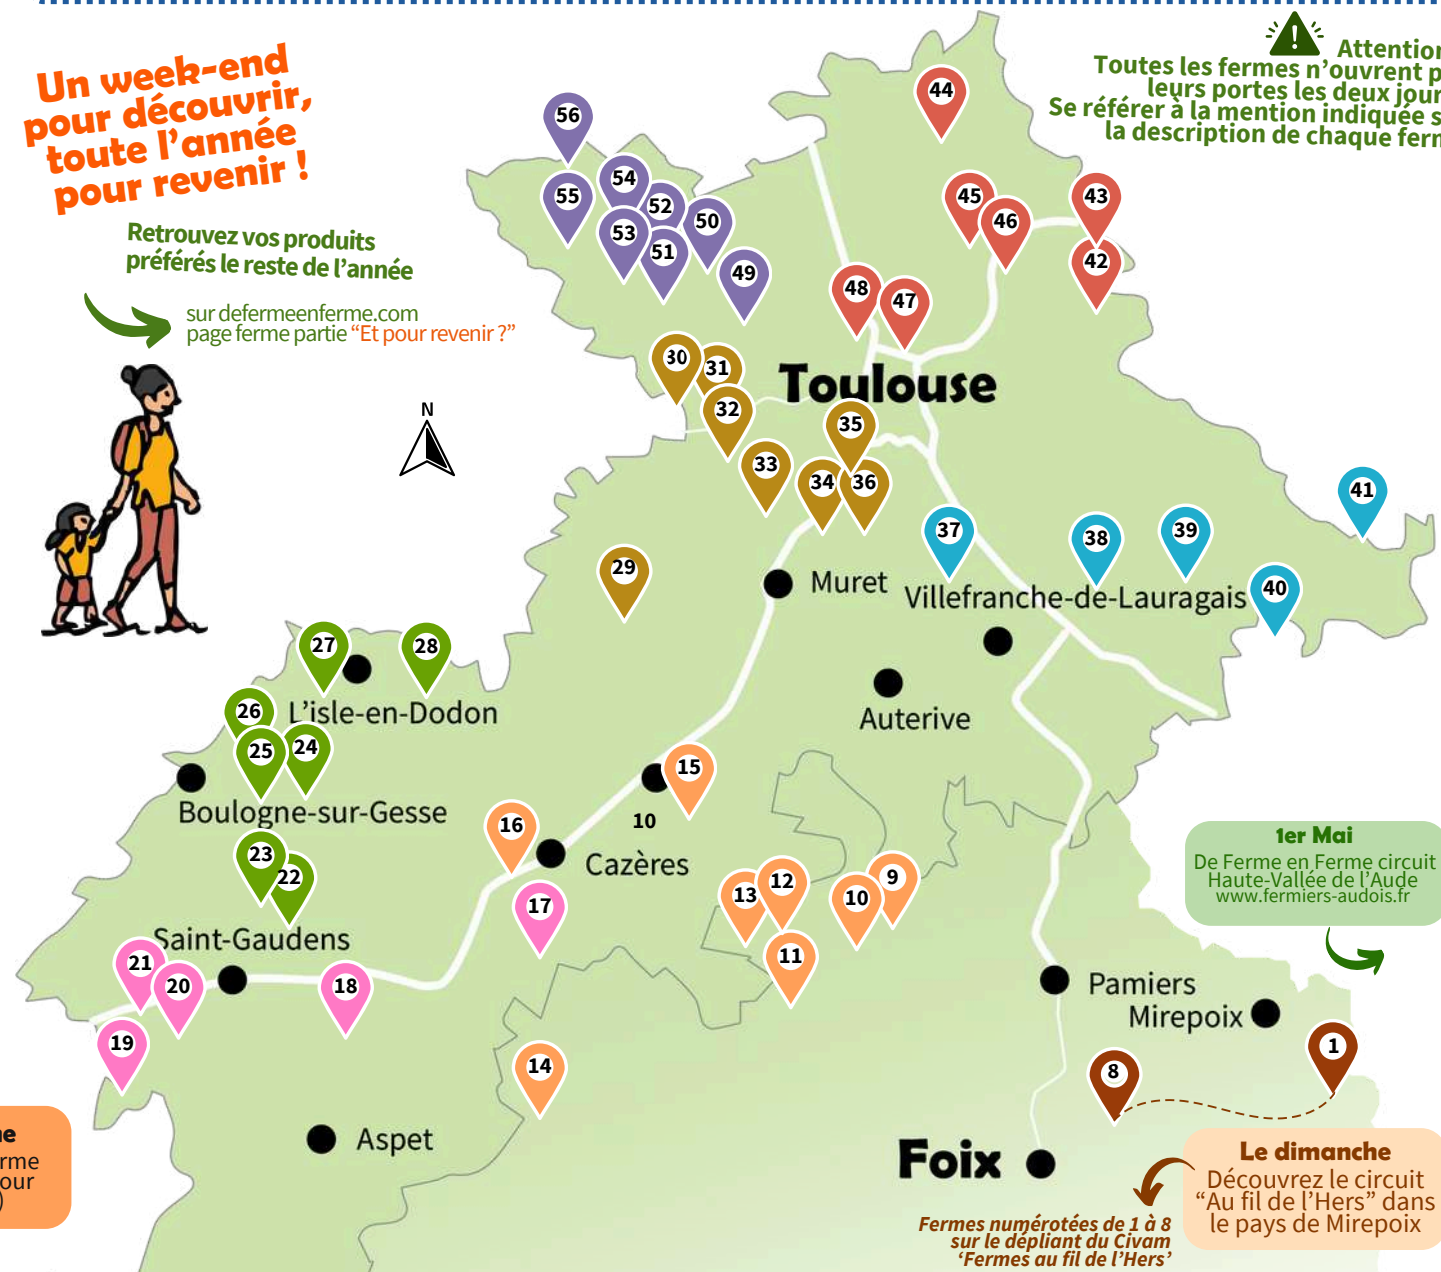 Un week-end
pour découvrir,
toute l'année
pour revenir !
Retrouvez vos produits
préférés le reste de l'année
sur defermeenferme.com
page ferme partie “Et pour revenir ?”
Attention
Toutes les fermes n'ouvrent p
leurs portes les deux jour
Se référer à la mention indiquée s
la description de chaque ferm
N
56
55
54
53
52
51
50
49
44
45
46
43
42
48
47
Toulouse
30
31
32
33
34
35
36
29
37
38
39
40
41
Muret
Villefranche-de-Lauragais
Auterive
27
28
L'isle-en-Dodon
26
25
24
Boulogne-sur-Gesse
23
22
15
10
16
Cazères
17
13
12
11
10
9
Saint-Gaudens
21
20
19
18
14
Aspet
1er Mai
De Ferme en Ferme circuit
Haute-Vallée de l'Aude
www.fermiers-audois.fr
Pamiers
Mirepoix
1
8
Foix
Le dimanche
Découvrez le circuit
“Au fil de l'Hers” dans
le pays de Mirepoix
Fermes numérotées de 1 à 8
sur le dépliant du Civam
‘Fermes au fil de l'Hers’
ne
rme
our
)